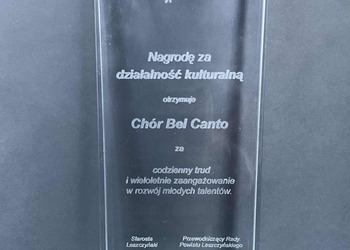 Nagrodę za
działalność kulturalną
otrzymuje
Chór Bel Canto
za
codzienny trud
i wieloletnie zaangażowanie
w rozwój młodych talentów.
Starosta Przewodniczący Rady
Leszczyński Powiatu Leszczyńskiego